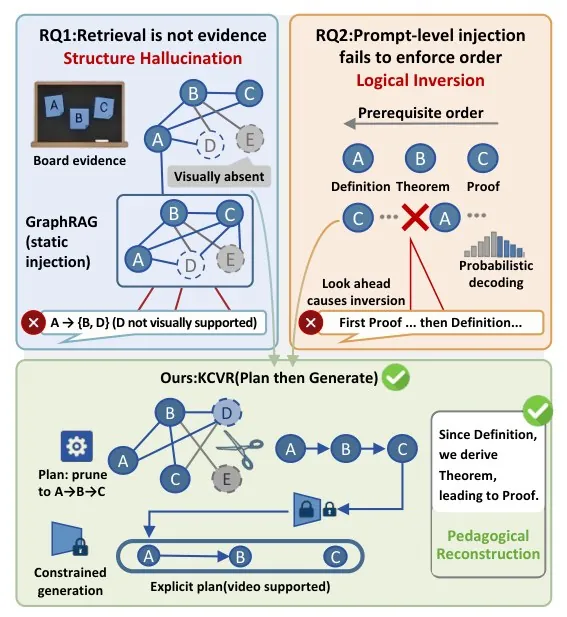 RQ1:Retrieval is not evidence
Structure Hallucination
A
B
C
Board evidence
B
C
A
D
E
Visually absent
GraphRAG
(static
injection)
B
C
A
D
E
A → {B, D} (D not visually supported)
RQ2:Prompt-level injection
fails to enforce order
Logical Inversion
Prerequisite order
A
B
C
Definition
Theorem
Proof
C
...
A
...
Probabilistic
decoding
Look ahead
causes inversion
First Proof ... then Definition...
Ours:KCVR(Plan then Generate)
Plan: prune
to A→B→C
B
D
A
C
E
A
B
C
Constrained
generation
A
B
C
Explicit plan(video supported)
Since Definition,
we derive
Theorem,
leading to Proof.
Pedagogical
Reconstruction